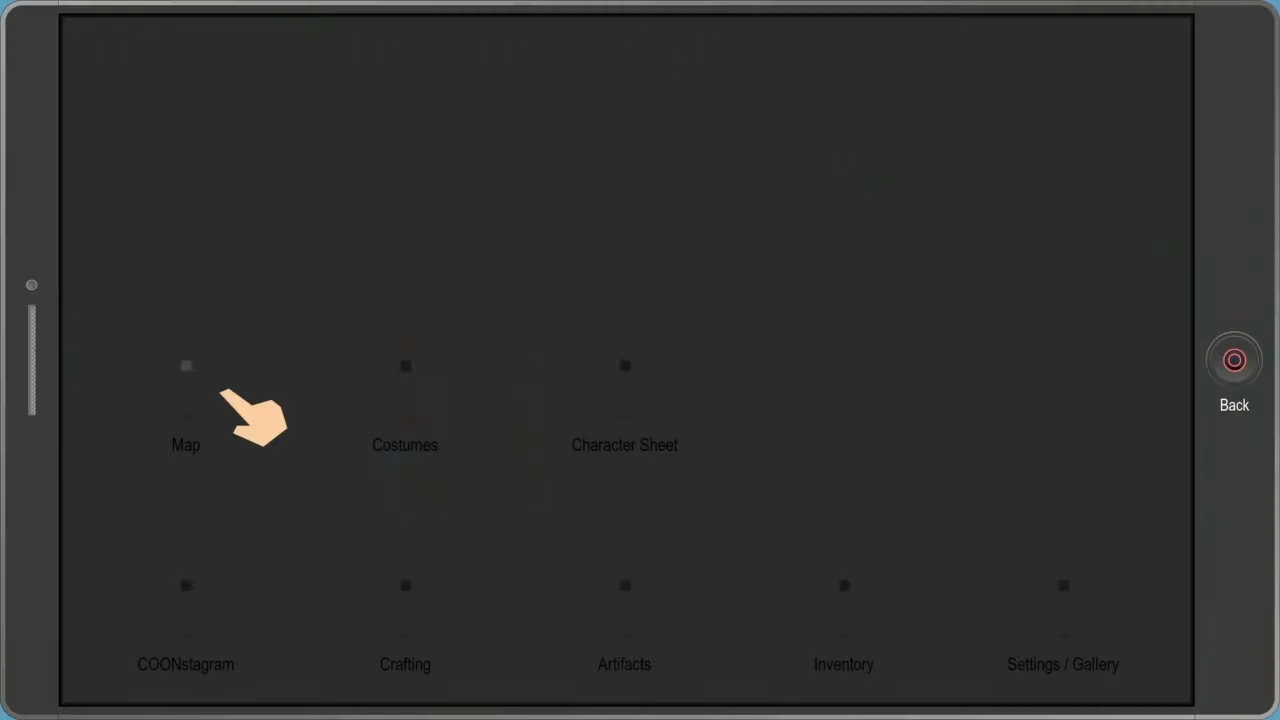 Back
Map
Costumes
Character Sheet
COONstagram
Crafting
Artifacts
Inventory
Settings / Gallery